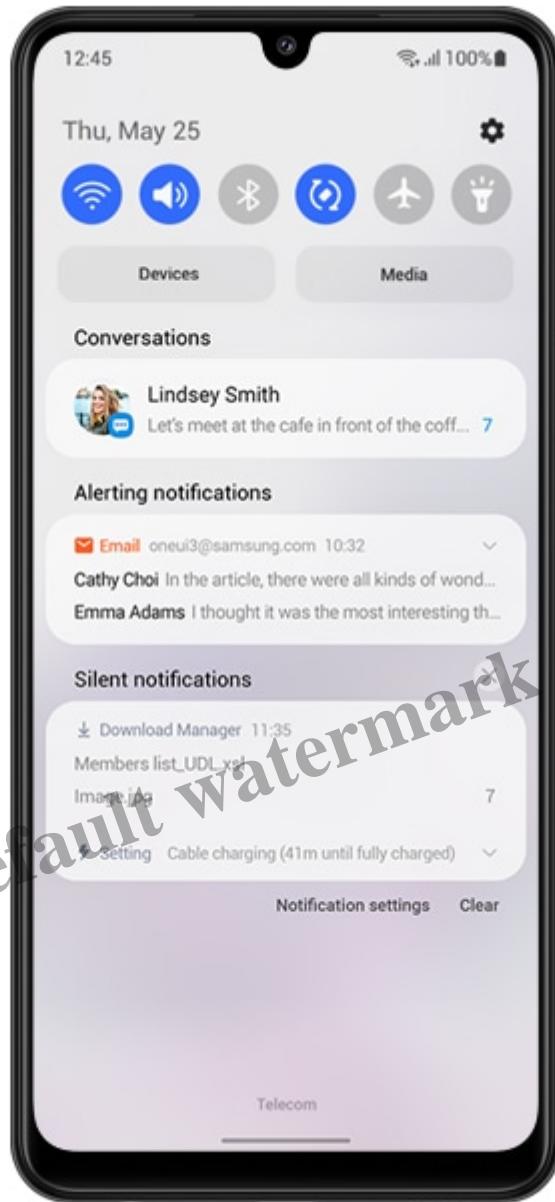 12:45 100%
Thu, May 25
Devices Media
Conversations
Lindsey Smith
Let's meet at the cafe in front of the coff... 7
Alerting notifications
Email oneui3@samsung.com 10:32
Cathy Choi In the article, there were all kinds of wond...
Emma Adams I thought it was the most interesting th...
Silent notifications
Download Manager 11:35
Members list_UDL.xsl
Image.jpg 7
Setting Cable charging (41m until fully charged)
Notification settings Clear
Telecom
efault watermark